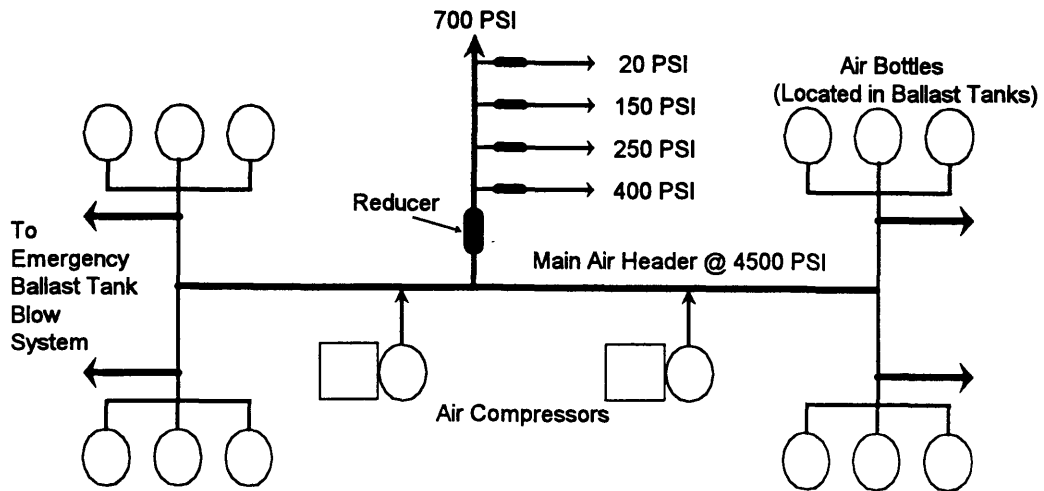 700 PSI
20 PSI
150 PSI
250 PSI
400 PSI
Air Bottles
(Located in Ballast Tanks)
Reducer
To
Emergency
Ballast Tank
Blow
System
Main Air Header @ 4500 PSI
Air Compressors